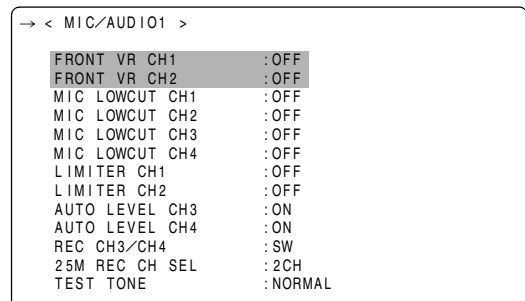 → < MIC/AUDIO1 >
FRONT VR CH1 :OFF
FRONT VR CH2 :OFF
MIC LOWCUT CH1 :OFF
MIC LOWCUT CH2 :OFF
MIC LOWCUT CH3 :OFF
MIC LOWCUT CH4 :OFF
LIMITER CH1 :OFF
LIMITER CH2 :OFF
AUTO LEVEL CH3 :ON
AUTO LEVEL CH4 :ON
REC CH3/CH4 :SW
25M REC CH SEL :2CH
TEST TONE :NORMAL